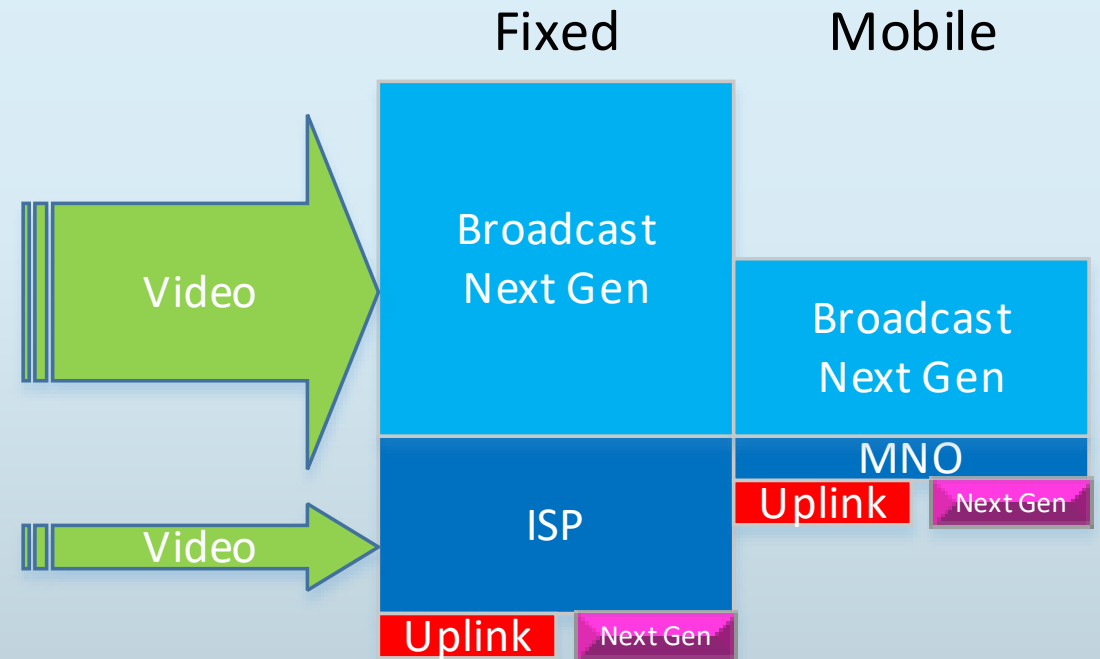 Fixed
Mobile
Video
Broadcast
Next Gen
Broadcast
Next Gen
MNO
Uplink
Next Gen
Video
ISP
Uplink
Next Gen